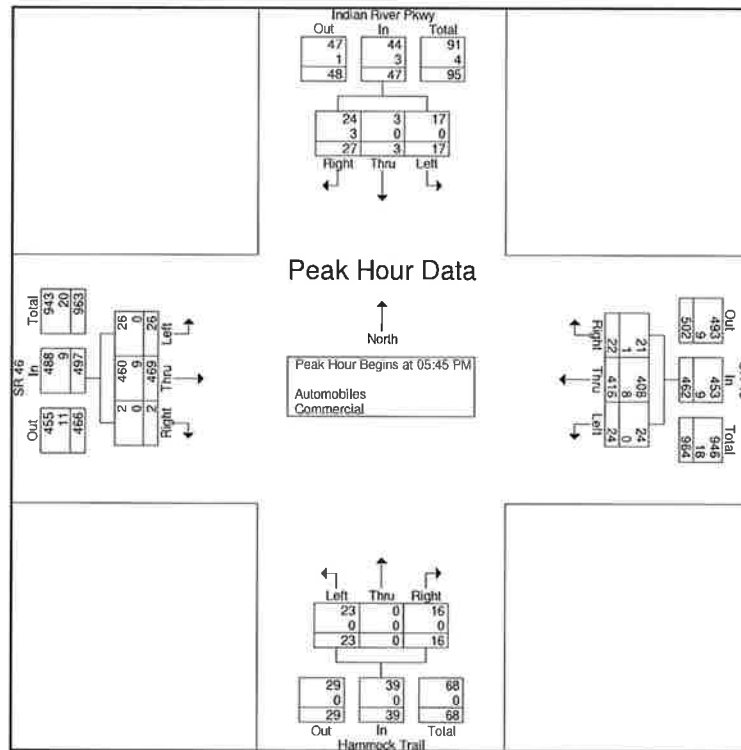 Indian River Pkwy
Out In Total
47 44 91
1 3 4
48 47 95
24 3 17
3 0 0
27 3 17
Right Thru Left
Peak Hour Data
North
Peak Hour Begins at 05:45 PM
Automobiles
Commercial
SR 46
Out In Total
455 488 943
11 9 20
466 497 963
Left Thru Right
26 460 2
0 9 0
26 469 2
Right Thru Left
21 408 24
1 8 0
22 416 24
Out In Total
493 453 946
9 9 18
502 462 964
Left Thru Right
23 0 16
0 0 0
23 0 16
29 39 68
0 0 0
29 39 68
Out In Total
Hammock Trail